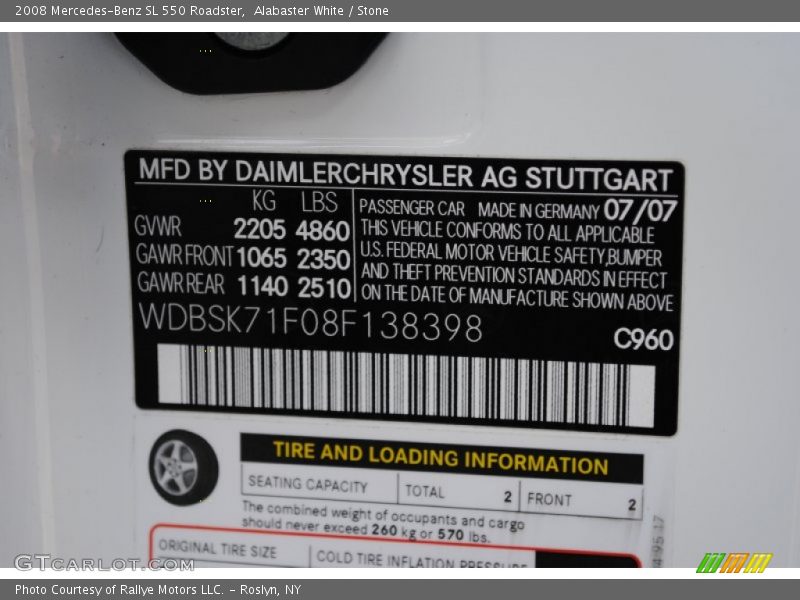 2008 Mercedes-Benz SL 550 Roadster,  Alabaster White / Stone
MFD BY DAIMLERCHRYSLER AG STUTTGART
KG LBS
GVWR 2205 4860
GAWR FRONT 1065 2350
GAWR REAR 1140 2510
PASSENGER CAR MADE IN GERMANY 07/07
THIS VEHICLE CONFORMS TO ALL APPLICABLE
U.S. FEDERAL MOTOR VEHICLE SAFETY,BUMPER
AND THEFT PREVENTION STANDARDS IN EFFECT
ON THE DATE OF MANUFACTURE SHOWN ABOVE
WDBSK71F08F138398
C960
TIRE AND LOADING INFORMATION
SEATING CAPACITY TOTAL 2 FRONT 2
The combined weight of occupants and cargo
should never exceed 260 kg or 570 lbs.
ORIGINAL TIRE SIZE COLD TIRE INFLATION PRESSURE
GTCARLOT.COM
Photo Courtesy of Rallye Motors LLC. - Roslyn, NY